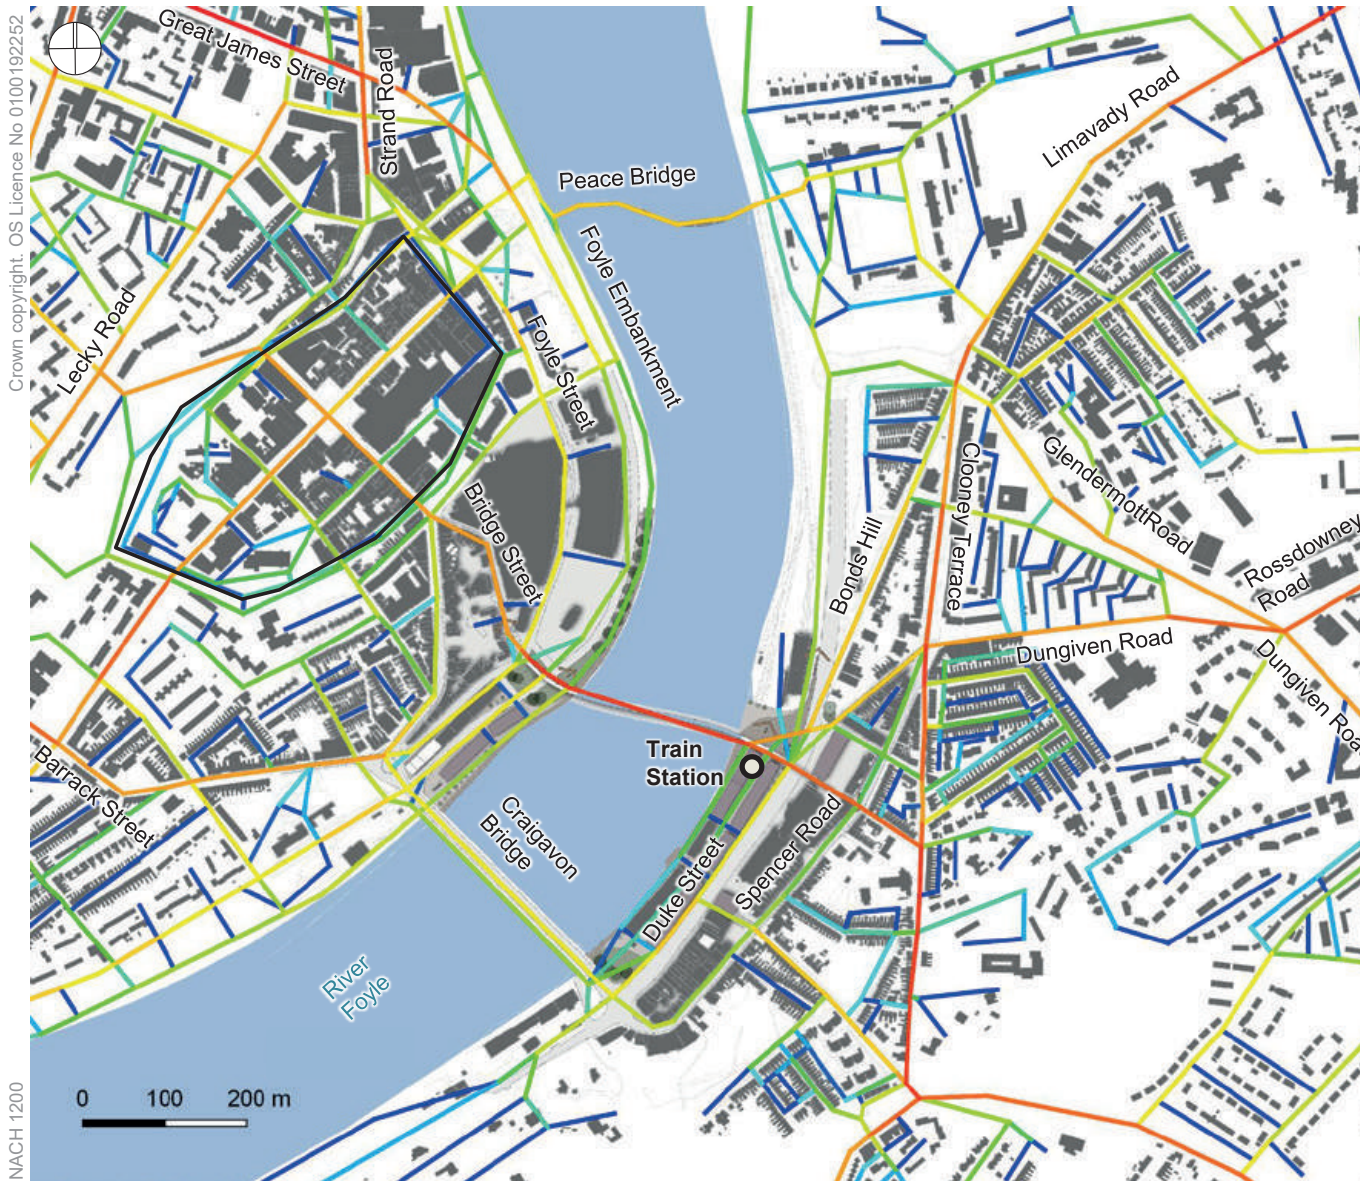 Crown copyright. OS Licence No 0100192252
NACH 1200
Great James Street
Strand Road
Lecky Road
Peace Bridge
Foyle Embankment
Foyle Street
Bridge Street
Limavady Road
Clooney Terrace
GlendermottRoad
Rossdowney
Road
Bonds Hill
Dungiven Road
Dungiven Road
Train
Station
Barrack Street
Craigavon
Bridge
Duke Street
Spencer Road
River
Foyle
0 100 200 m